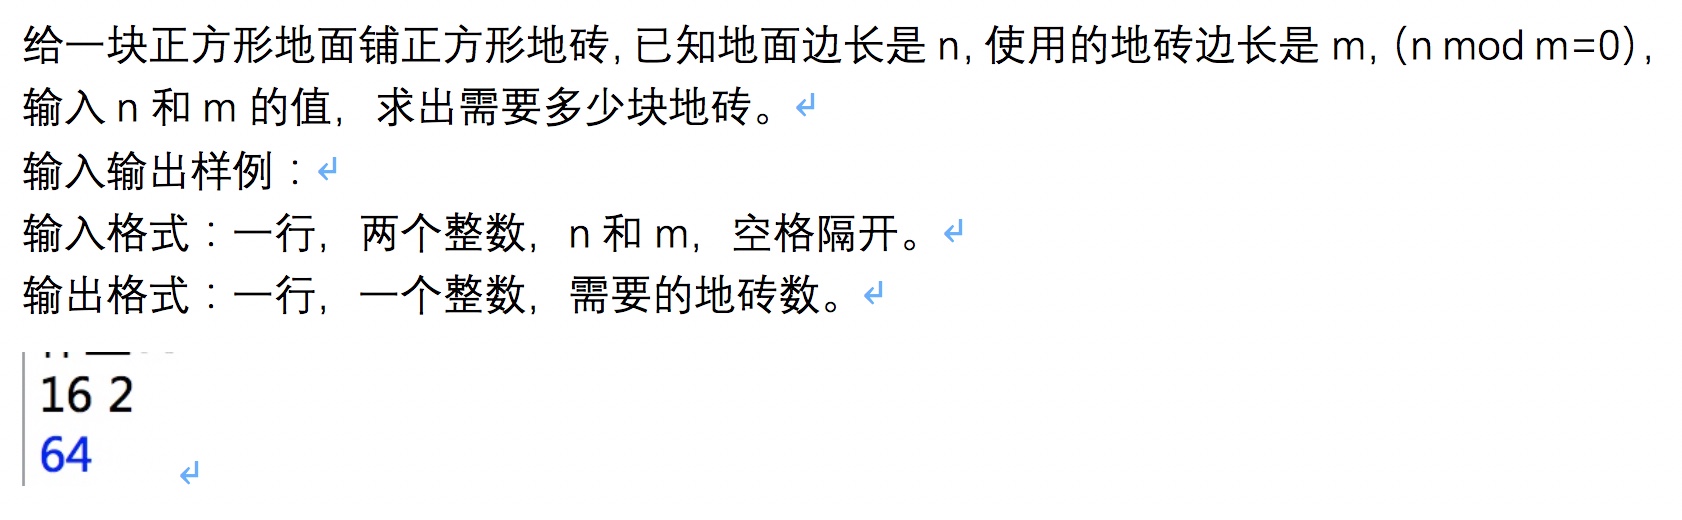 给一块正方形地面铺正方形地砖, 已知地面边长是 n, 使用的地砖边长是 m, (n mod m=0),
输入 n 和 m 的值，求出需要多少块地砖。
输入输出样例：
输入格式：一行，两个整数，n 和 m，空格隔开。
输出格式：一行，一个整数，需要的地砖数。
16 2
64